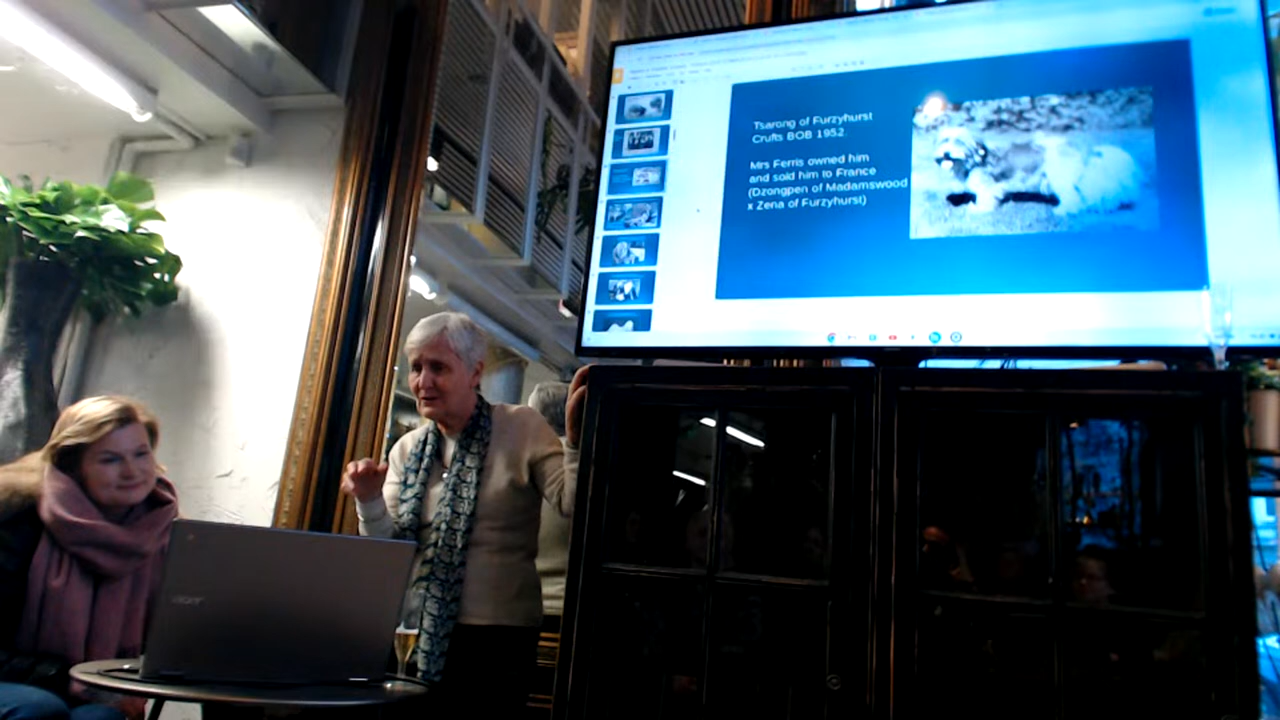 Tsarong of Furzyhurst
Crufts BOB 1952.
Mrs Ferris owned him
and sold him to France
(Dzongpen of Madamswood
x Zena of Furzyhurst)
acer